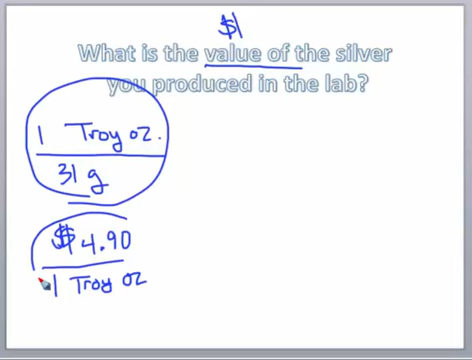 $1
What is the value of the silver
you produced in the lab?
1 Troy oz.
31 g
$4.90
1 Troy oz